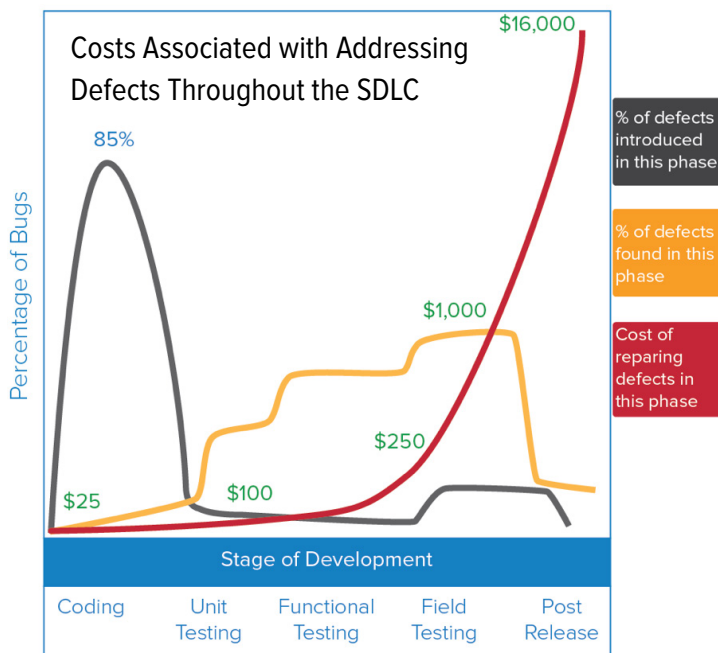 Costs Associated with Addressing
Defects Throughout the SDLC
$16,000
85%
$1,000
$250
$100
$25
Percentage of Bugs
% of defects
introduced
in this phase
% of defects
found in this
phase
Cost of
reparing
defects in
this phase
Stage of Development
Coding
Unit
Testing
Functional
Testing
Field
Testing
Post
Release